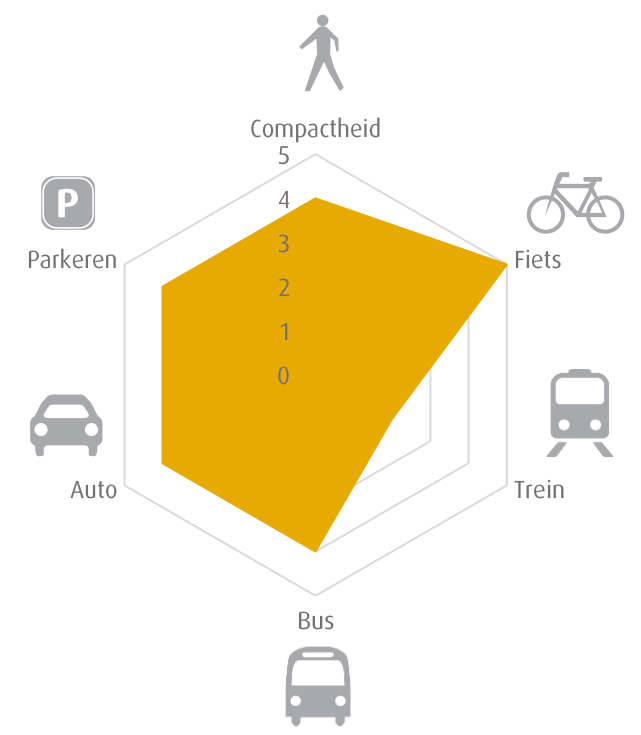 Compactheid
5
4
3
2
1
0
P
Parkeren
Fiets
Auto
Trein
Bus